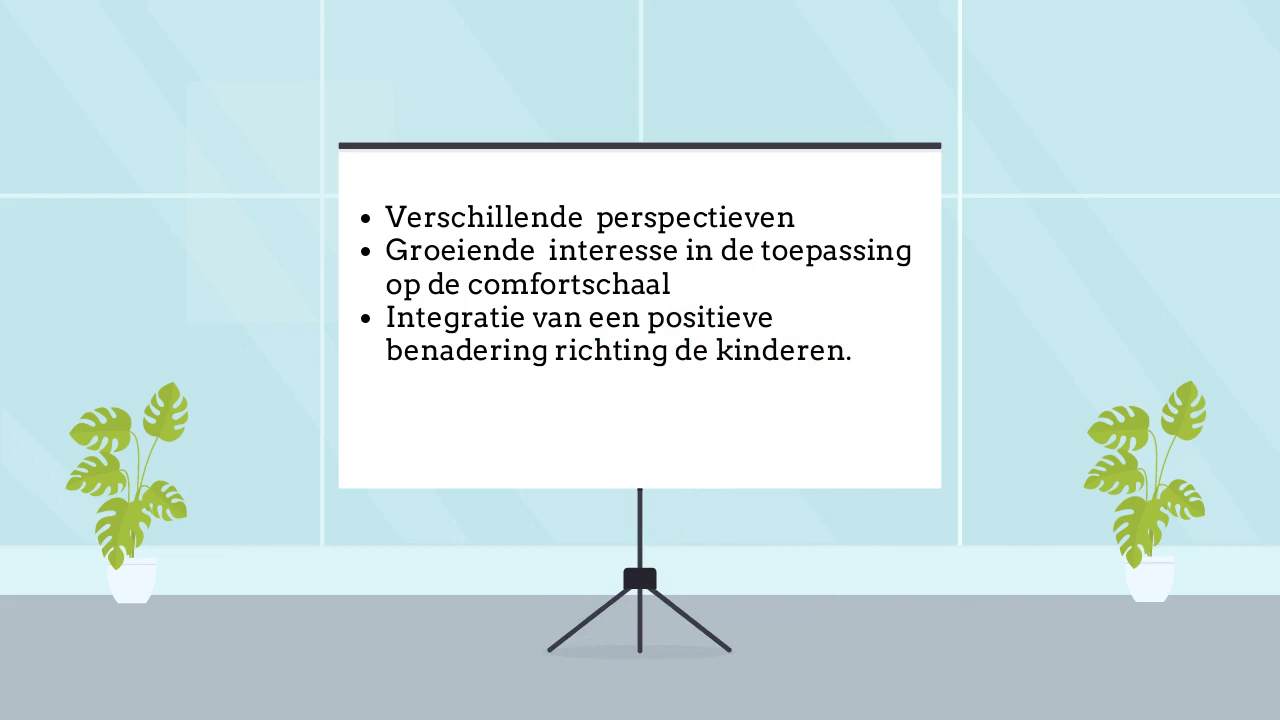 • Verschillende  perspectieven
• Groeiende  interesse in de toepassing
op de comfortschaal
• Integratie van een positieve
benadering richting de kinderen.